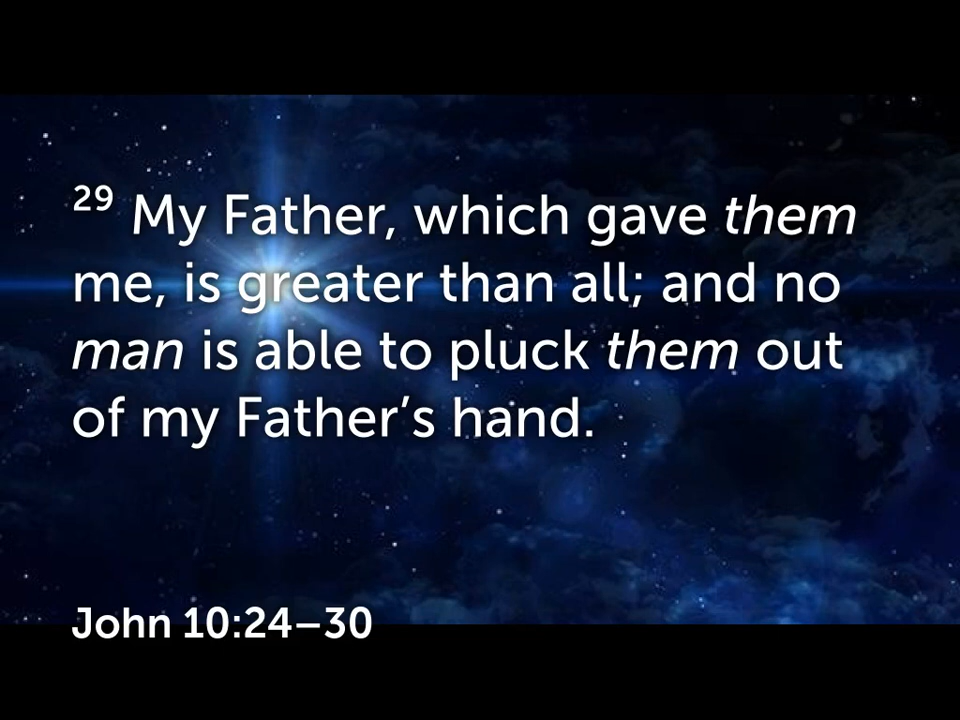 29 My Father, which gave them
me, is greater than all; and no
man is able to pluck them out
of my Father’s hand.
John 10:24–30